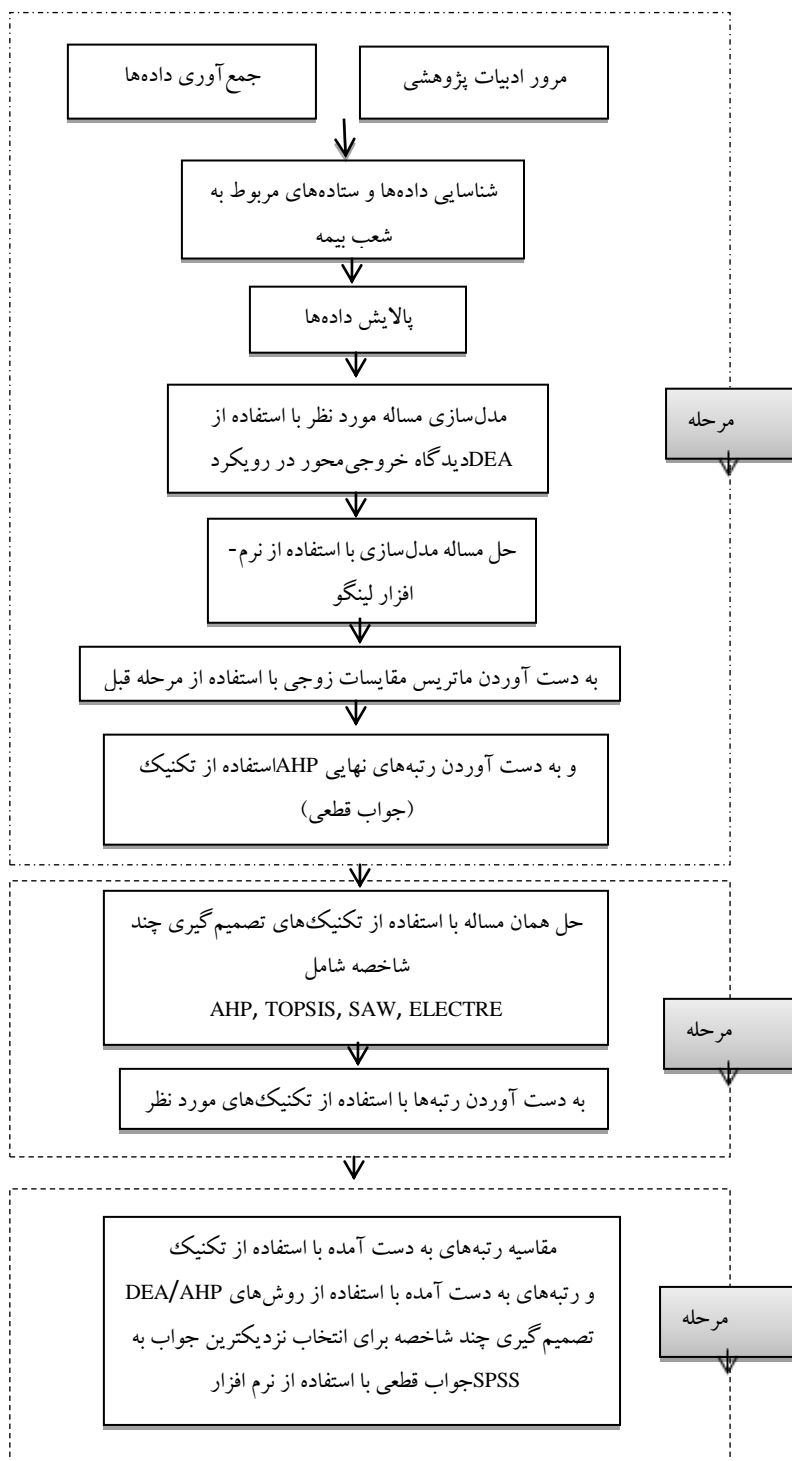 مرور ادبیات پژوهشی
جمع‌آوری داده‌ها
شناسایی داده‌ها و ستاده‌های مربوط به
شعب بیمه
پالایش داده‌ها
مدل‌سازی مساله مورد نظر با استفاده از
DEAدیدگاه خروجی‌محور در رویکرد
مرحله
حل مساله مدل‌سازی با استفاده از نرم-
افزار لینگو
به دست آوردن ماتریس مقایسات زوجی با استفاده از مرحله قبل
و به دست آوردن رتبه‌های نهایی AHPاستفاده از تکنیک
(جواب قطعی)
حل همان مساله با استفاده از تکنیک‌های تصمیم‌گیری چند
شاخصه شامل
AHP, TOPSIS, SAW, ELECTRE
مرحله
به دست آوردن رتبه‌ها با استفاده از تکنیک‌های مورد نظر
مقاسیه رتبه‌های به دست آمده با استفاده از تکنیک
و رتبه‌های به دست آمده با استفاده از روش‌های DEA/AHP
تصمیم‌گیری چند شاخصه برای انتخاب نزدیکترین جواب به
SPSSجواب قطعی با استفاده از نرم افزار
مرحله